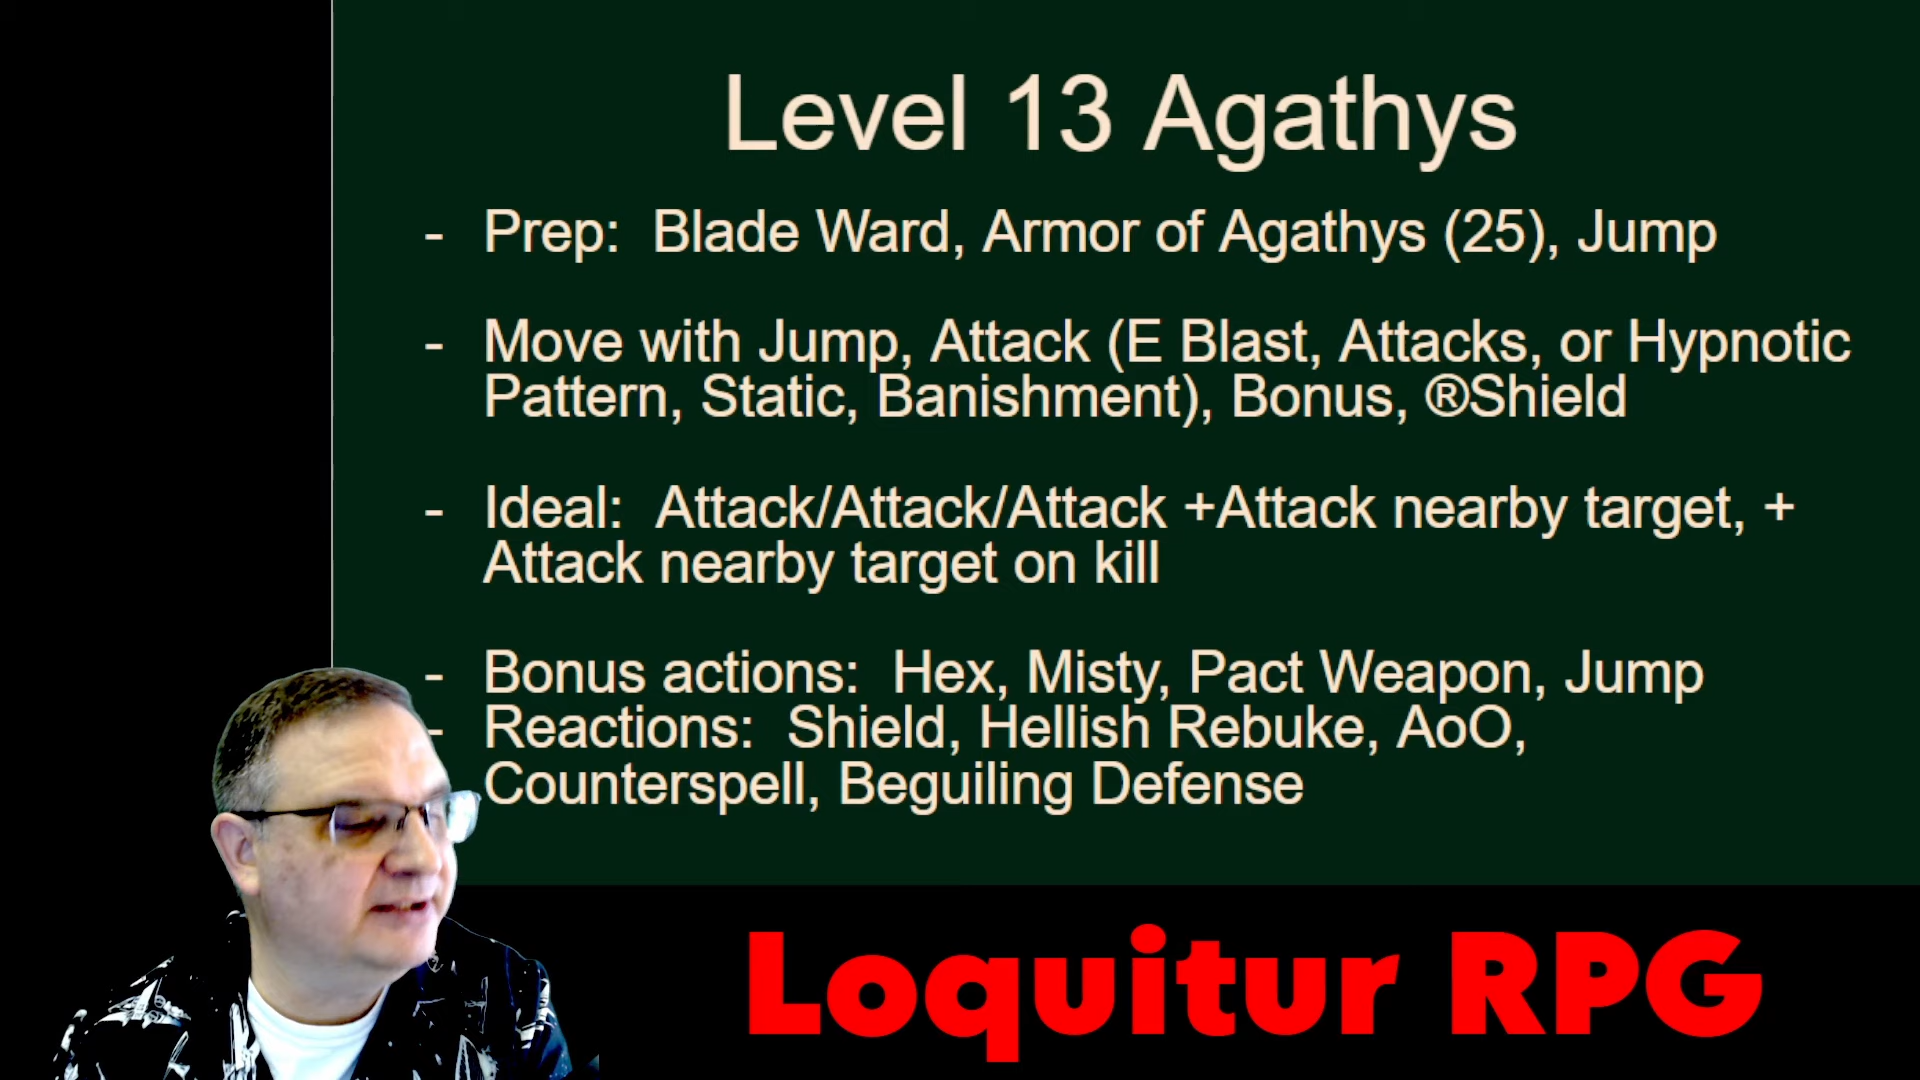 Level 13 Agathys
- Prep: Blade Ward, Armor of Agathys (25), Jump
- Move with Jump, Attack (E Blast, Attacks, or Hypnotic
Pattern, Static, Banishment), Bonus, ®Shield
- Ideal: Attack/Attack/Attack +Attack nearby target, +
Attack nearby target on kill
- Bonus actions: Hex, Misty, Pact Weapon, Jump
- Reactions: Shield, Hellish Rebuke, AoO,
Counterspell, Beguiling Defense
Loquitur RPG